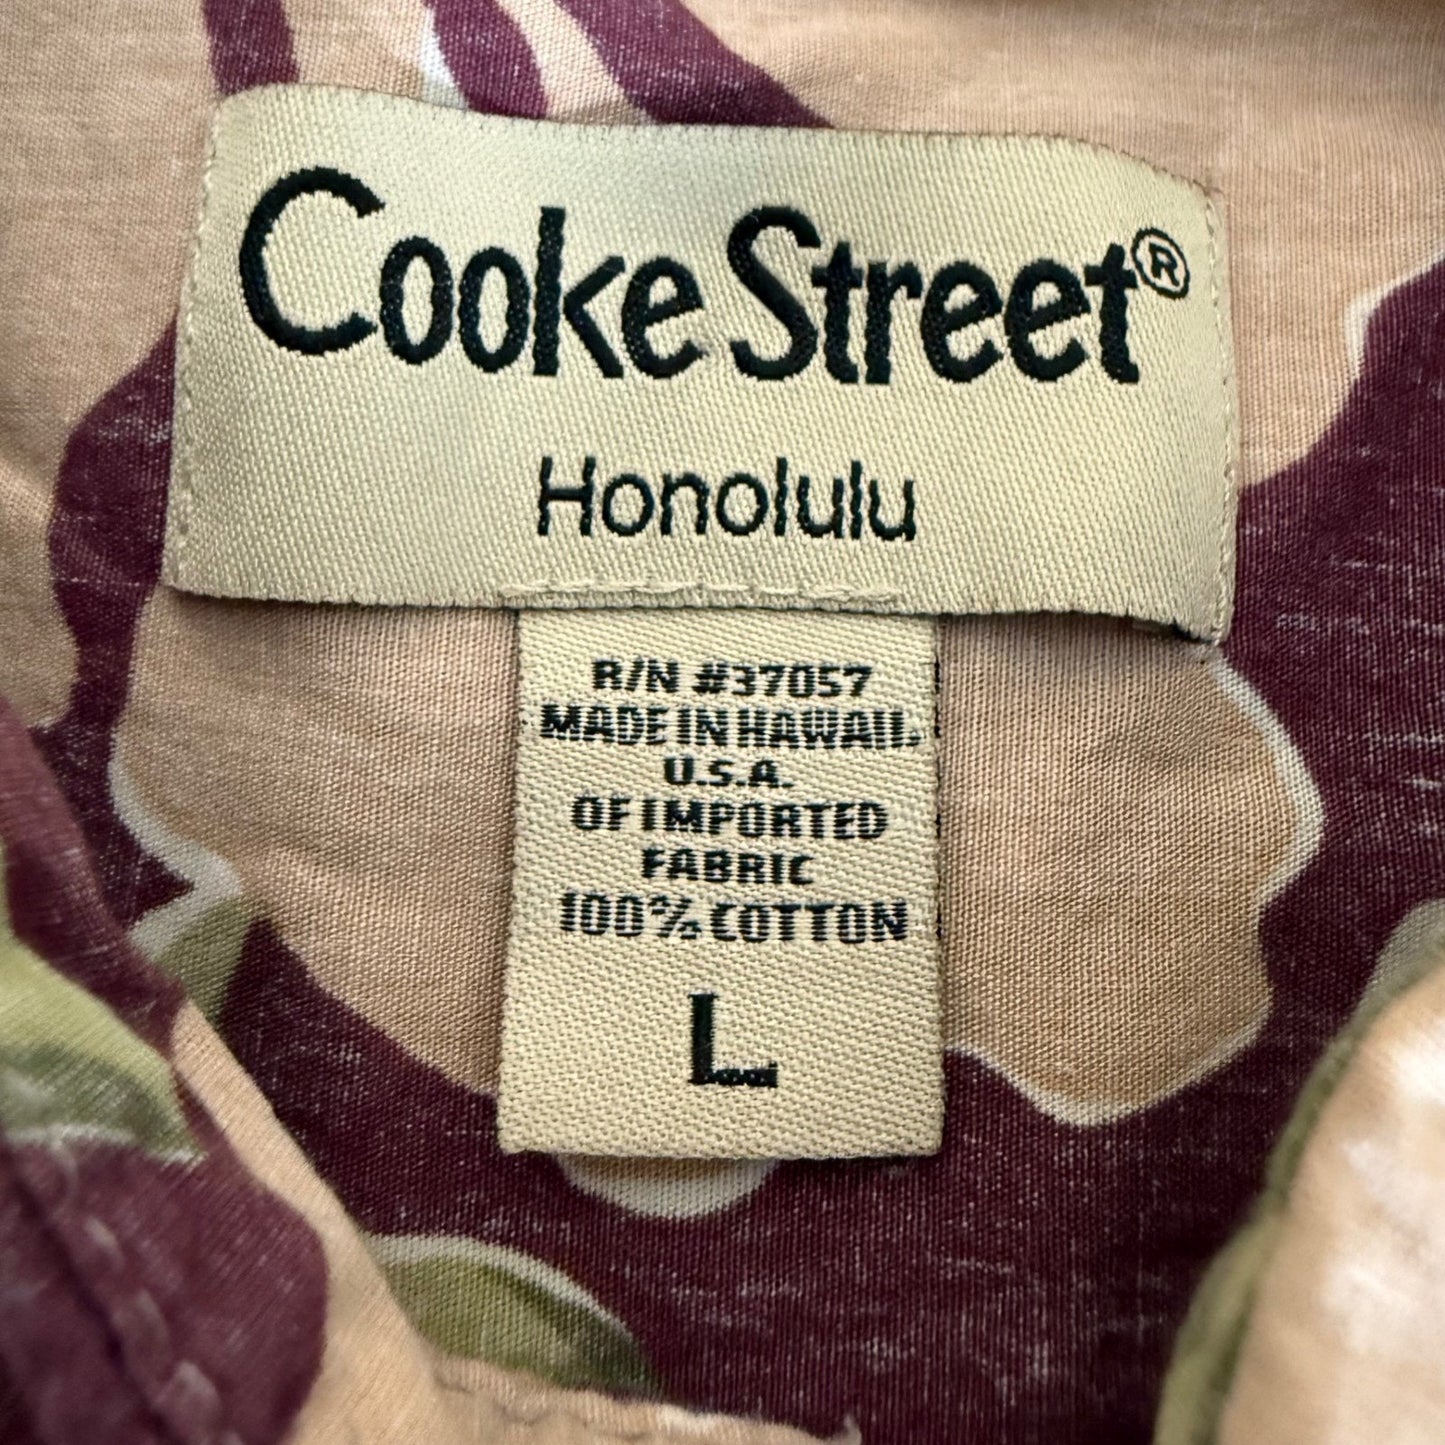 Cooke Street®
Honolulu
R/N #37057
MADE IN HAWAII,
U.S.A.
OF IMPORTED
FABRIC
100% COTTON
L